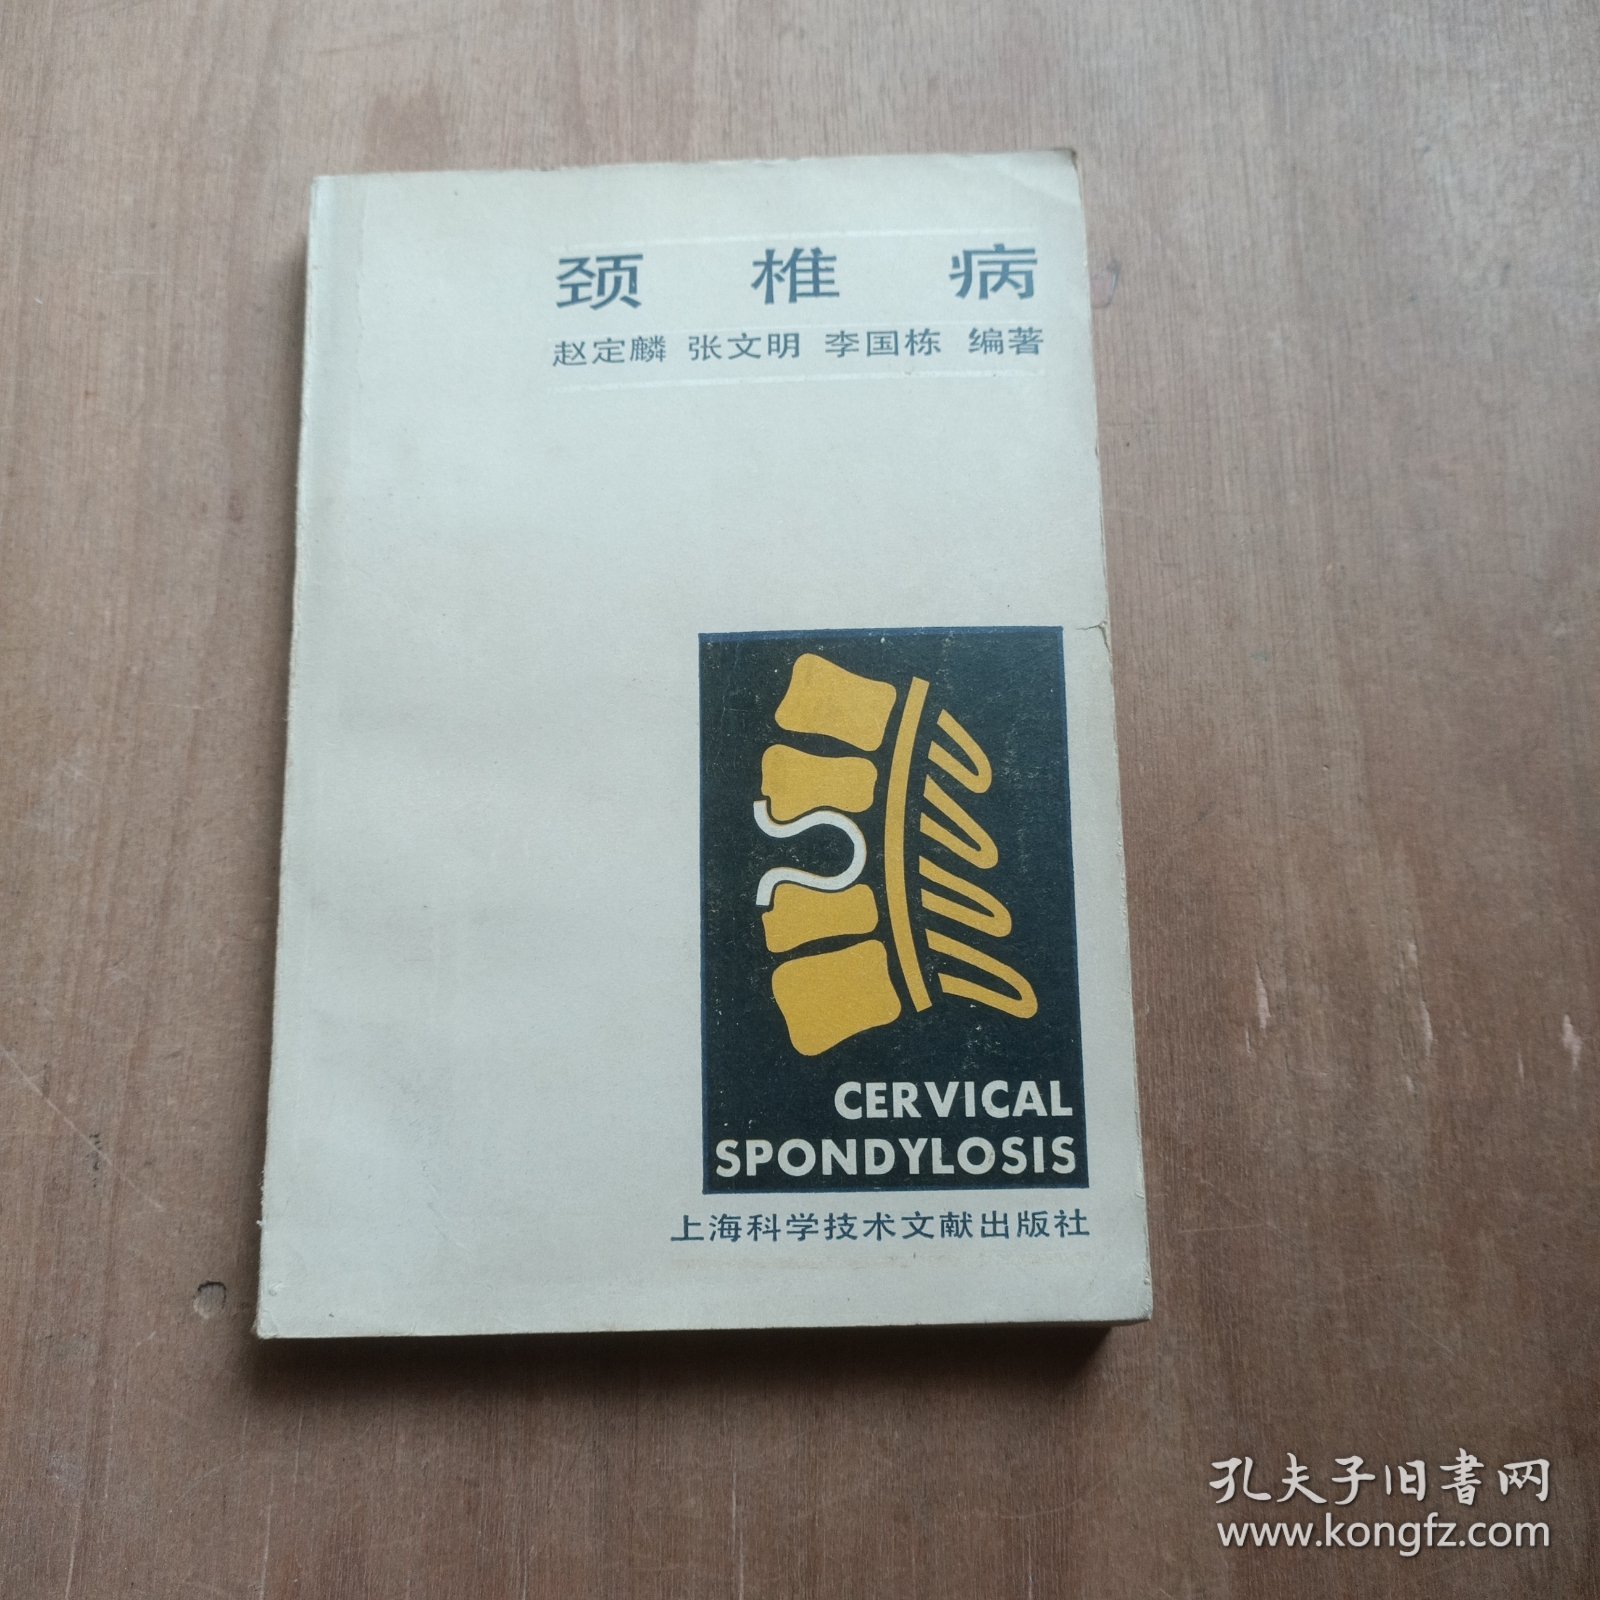 颈椎病
赵定麟 张文明 李国栋 编著
CERVICAL
SPONDYLOSIS
上海科学技术文献出版社
孔夫子旧書网
www.kongfz.com